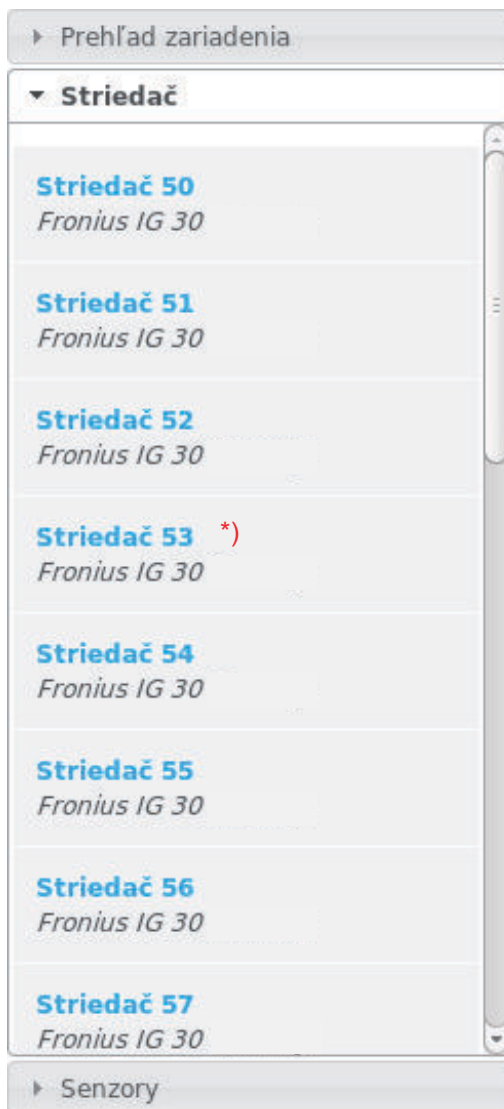 Prehľad zariadenia
Striedač
Striedač 50
Fronius IG 30
Striedač 51
Fronius IG 30
Striedač 52
Fronius IG 30
Striedač 53 *)
Fronius IG 30
Striedač 54
Fronius IG 30
Striedač 55
Fronius IG 30
Striedač 56
Fronius IG 30
Striedač 57
Fronius IG 30
Senzory